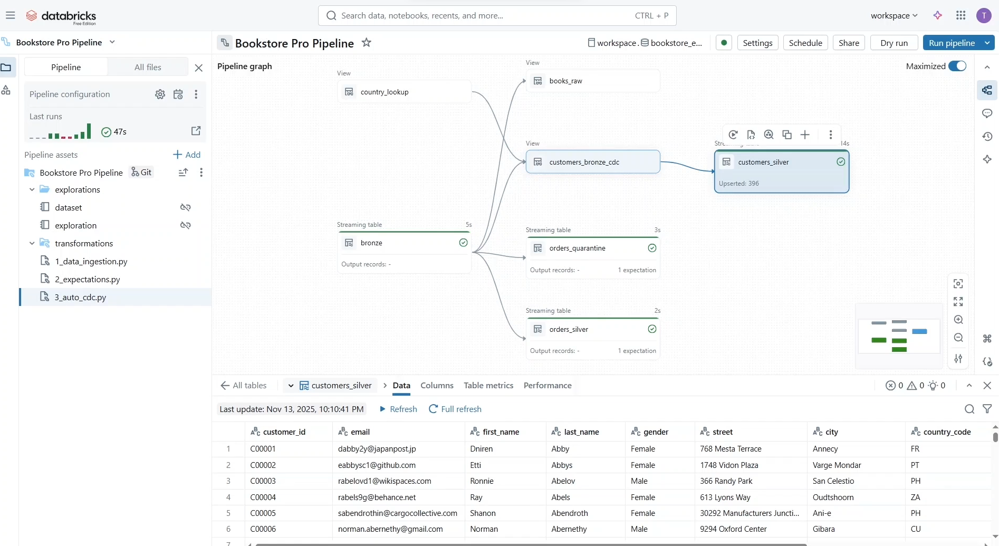 databricks
Free Edition
Search data, notebooks, recents, and more...
CTRL + P
workspace
T
Bookstore Pro Pipeline
Bookstore Pro Pipeline
workspace.
bookstore_e...
Settings
Schedule
Share
Dry run
Run pipeline
Pipeline
All files
Pipeline configuration
Last runs
47s
Pipeline assets
Add
Bookstore Pro Pipeline
Git
explorations
dataset
exploration
transformations
1_data_ingestion.py
2_expectations.py
3_auto_cdc.py
Pipeline graph
Maximized
View
country_lookup
View
books_raw
View
customers_bronze_cdc
14s
customers_silver
Upserted: 396
Streaming table 5s
bronze
Output records: -
Streaming table 3s
orders_quarantine
Output records: - 1 expectation
Streaming table 2s
orders_silver
Output records: - 1 expectation
All tables
customers_silver
Data
Columns
Table metrics
Performance
0 0 0
Last update: Nov 13, 2025, 10:10:41 PM
Refresh
Full refresh
customer_id email first_name last_name gender street city country_code
1 C00001 dabby2y@japanpost.jp Dniren Abby Female 768 Mesta Terrace Annecy FR
2 C00002 eabbysc1@github.com Etti Abbys Female 1748 Vidon Plaza Varge Mondar PT
3 C00003 rabelovd1@wikispaces.com Ronnie Abelov Male 366 Randy Park San Celestio PH
4 C00004 rabels9g@behance.net Ray Abels Female 613 Lyons Way Oudtshoorn ZA
5 C00005 sabendrothin@cargocollective.com Shanon Abendroth Female 30292 Manufacturers Juncti... Ani-e PH
6 C00006 norman.abernethy@gmail.com Norman Abernethy Male 9294 Oxford Center Gibara CU
7